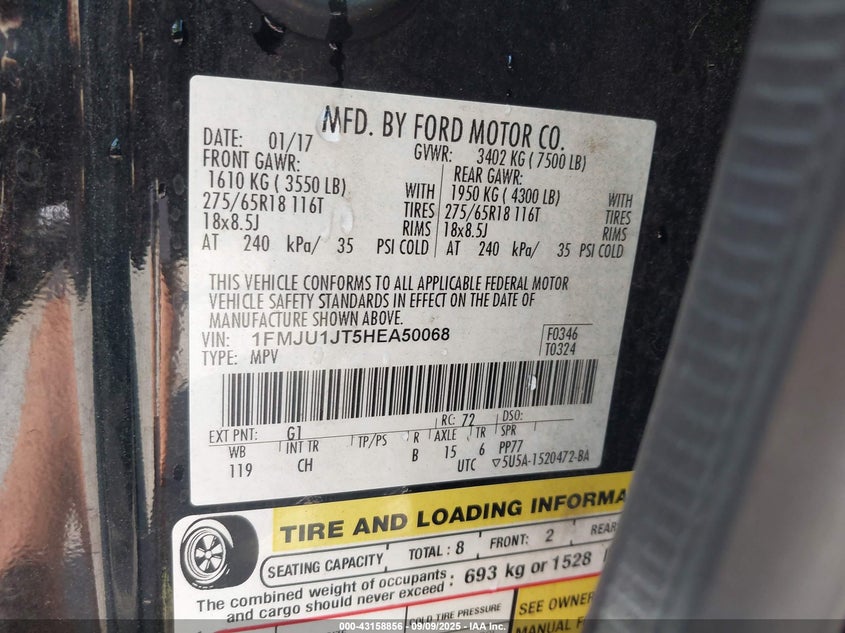 MFD. BY FORD MOTOR CO.
DATE: 01/17 GVWR: 3402 KG ( 7500 LB)
FRONT GAWR: REAR GAWR:
1610 KG ( 3550 LB) WITH 1950 KG ( 4300 LB) WITH
275/65R18 116T TIRES 275/65R18 116T TIRES
18x8.5J RIMS 18x8.5J RIMS
AT 240 kPa/ 35 PSI COLD AT 240 kPa/ 35 PSI COLD
THIS VEHICLE CONFORMS TO ALL APPLICABLE FEDERAL MOTOR
VEHICLE SAFETY STANDARDS IN EFFECT ON THE DATE OF
MANUFACTURE SHOWN ABOVE.
VIN: 1FMJU1JT5HEA50068 F0346
TYPE: MPV T0324
RC: 72 DSO:
EXT PNT: G1
WB INT TR TP/PS R AXLE TR SPR
119 CH B 15 6 PP77
UTC ▽5U5A-1520472-BA
TIRE AND LOADING INFORMA
SEATING CAPACITY TOTAL : 8 FRONT: 2 REAR
The combined weight of occupants : 693 kg or 1528
and cargo should never exceed
COLD TIRE PRESSURE SEE OWNER
MANUAL F
000-43158856 - 09/09/2025 - IAA Inc.